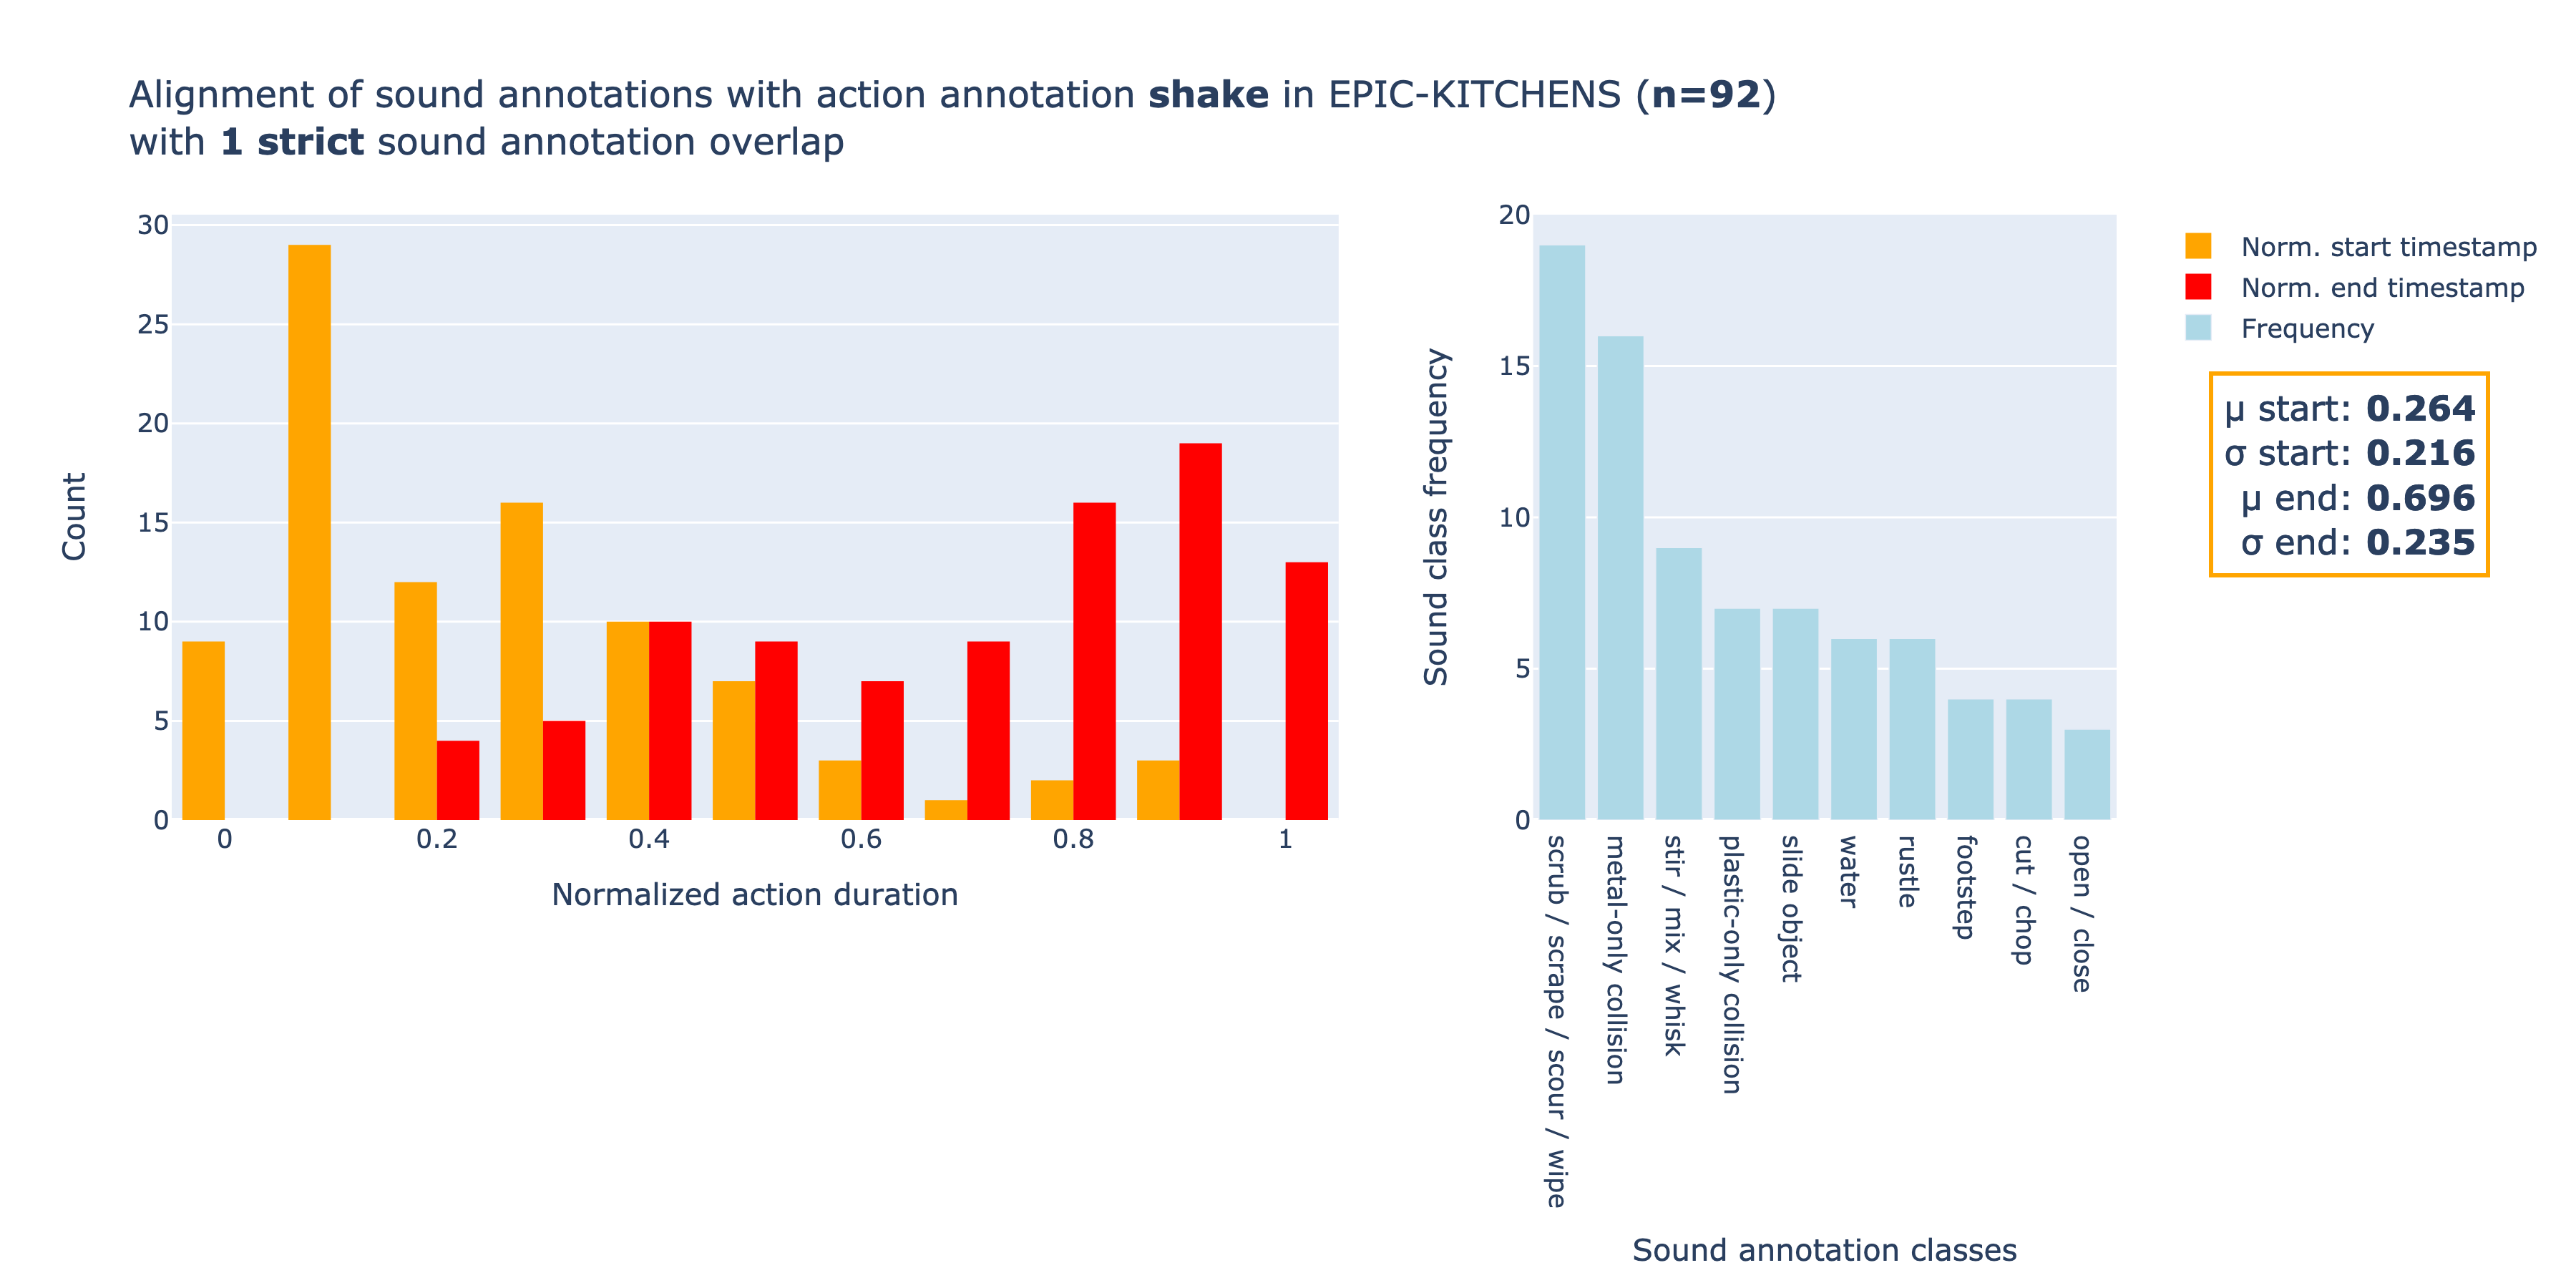 Alignment of sound annotations with action annotation shake in EPIC-KITCHENS (n=92)
with 1 strict sound annotation overlap
30
25
20
15
10
5
0
Count
0 0.2 0.4 0.6 0.8 1
Normalized action duration
20
15
10
5
0
Sound class frequency
scrub / scrape / scour / wipe
metal-only collision
stir / mix / whisk
plastic-only collision
slide object
water
rustle
footstep
cut / chop
open / close
Sound annotation classes
Norm. start timestamp
Norm. end timestamp
Frequency
μ start: 0.264
σ start: 0.216
μ end: 0.696
σ end: 0.235